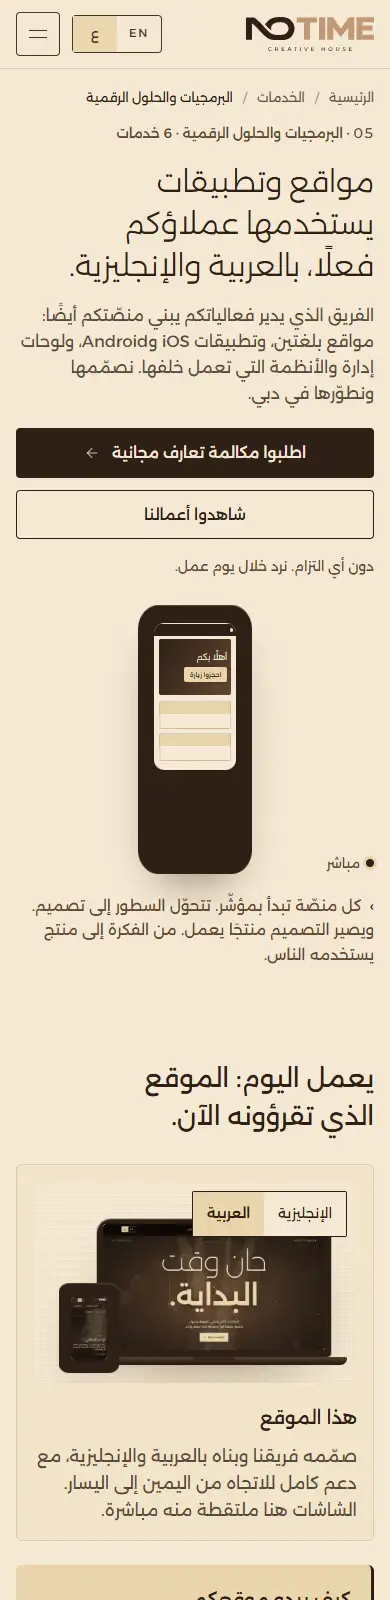 NOTIME
CREATIVE HOUSE
EN
ع
الرئيسية / الخدمات / البرمجيات والحلول الرقمية
05 · البرمجيات والحلول الرقمية · 6 خدمات
مواقع وتطبيقات
يستخدمها عملاؤكم
فعلًا، بالعربية والإنجليزية.
الفريق الذي يدير فعالياتكم يبني منصّتكم أيضًا:
مواقع بلغتين، وتطبيقات iOS وAndroid، ولوحات
إدارة والأنظمة التي تعمل خلفها. نصمّمها
ونطوّرها في دبي.
اطلبوا مكالمة تعارف مجانية ←
شاهدوا أعمالنا
دون أي التزام. نرد خلال يوم عمل.
أهلًا بكم
احجزوا زيارة
مباشر
› كل منصّة تبدأ بمؤشّر. تتحوّل السطور إلى تصميم.
ويصير التصميم منتجًا يعمل. من الفكرة إلى منتج
يستخدمه الناس.
يعمل اليوم: الموقع
الذي تقرؤونه الآن.
الإنجليزية
العربية
حان وقت
البداية.
هذا الموقع
صمّمه فريقنا وبناه بالعربية والإنجليزية، مع
دعم كامل للاتجاه من اليمين إلى اليسار.
الشاشات هنا ملتقطة منه مباشرة.